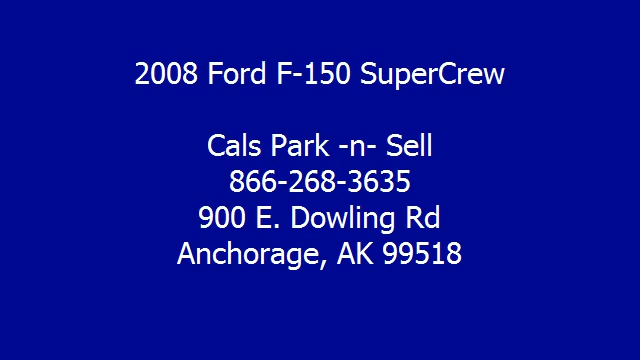 2008 Ford F-150 SuperCrew
Cals Park -n- Sell
866-268-3635
900 E. Dowling Rd
Anchorage, AK 99518